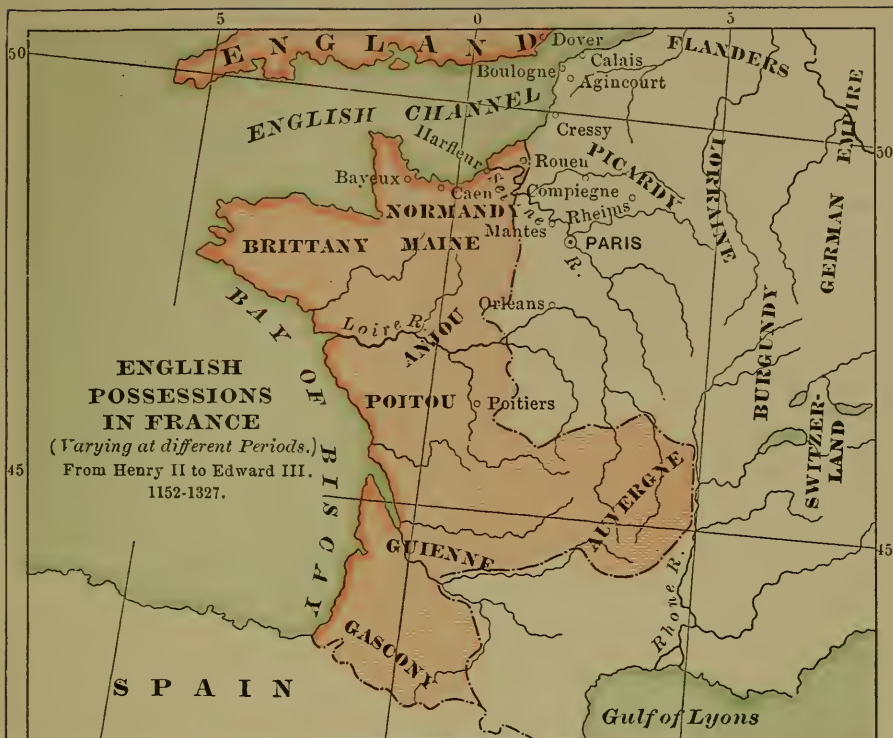 5 0 5
50
ENGLAND
Dover
FLANDERS
Calais
Boulogne
Agincourt
ENGLISH CHANNEL
Cressy
GERMAN EMPIRE
50
LORRAINE
Harfleur
Rouen
PICARDY
Bayeux
Caen
Seine R.
Compiegne
NORMANDY
Rheims
Mantes
BRITTANY
MAINE
PARIS
BAY OF BISCAY
Orleans
Loire R.
ANJOU
BURGUNDY
ENGLISH
POSSESSIONS
IN FRANCE
(Varying at different Periods.)
From Henry II to Edward III.
1152-1327.
POITOU
Poitiers
SWITZER-
LAND
45
AUVERGNE
GUIENNE
45
Rhone R.
GASCONY
SPAIN
Gulf of Lyons